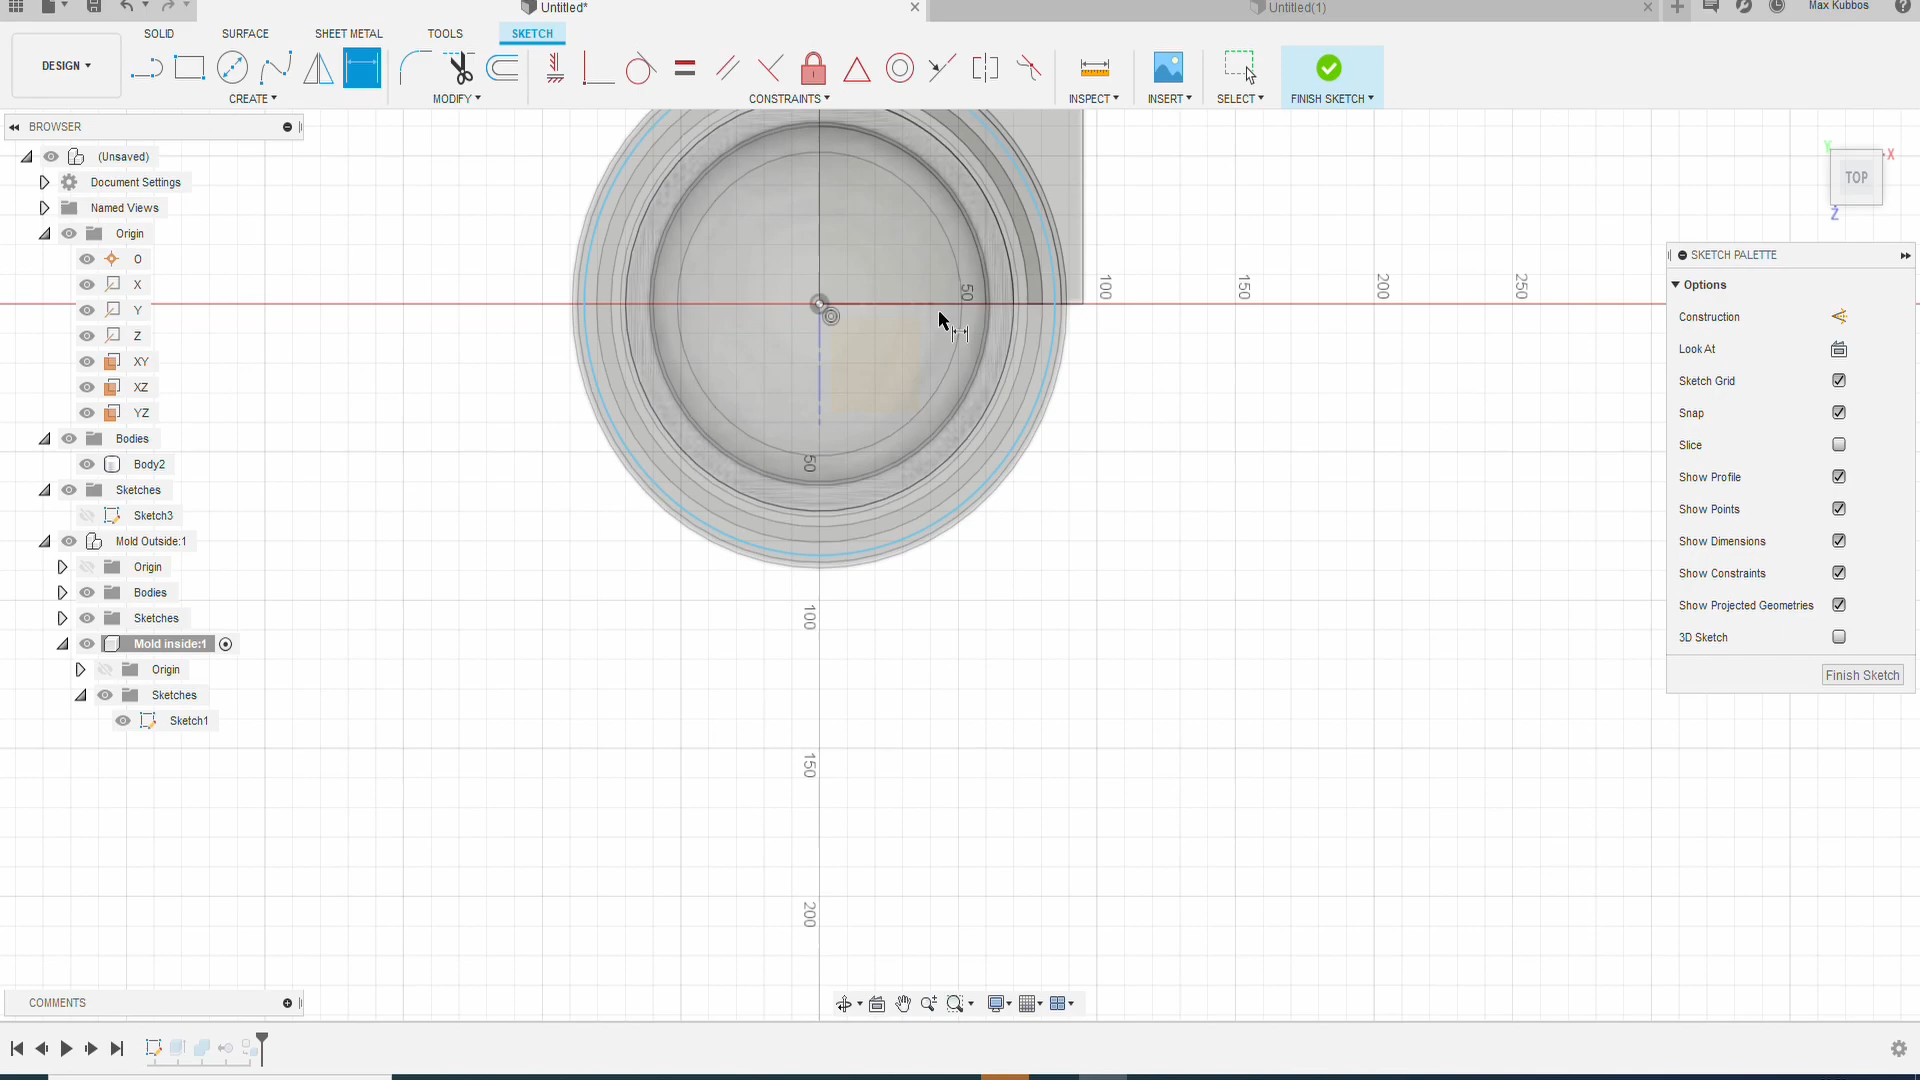 Untitled*
Untitled(1)
Max Kubbos
SOLID
SURFACE
SHEET METAL
TOOLS
SKETCH
DESIGN
CREATE
MODIFY
CONSTRAINTS
INSPECT
INSERT
SELECT
FINISH SKETCH
BROWSER
(Unsaved)
Document Settings
Named Views
Origin
O
X
Y
Z
XY
XZ
YZ
Bodies
Body2
Sketches
Sketch3
Mold Outside:1
Origin
Bodies
Sketches
Mold inside:1
Origin
Sketches
Sketch1
50
100
150
200
250
50
100
150
200
Y
X
TOP
Z
SKETCH PALETTE
Options
Construction
Look At
Sketch Grid
Snap
Slice
Show Profile
Show Points
Show Dimensions
Show Constraints
Show Projected Geometries
3D Sketch
Finish Sketch
COMMENTS